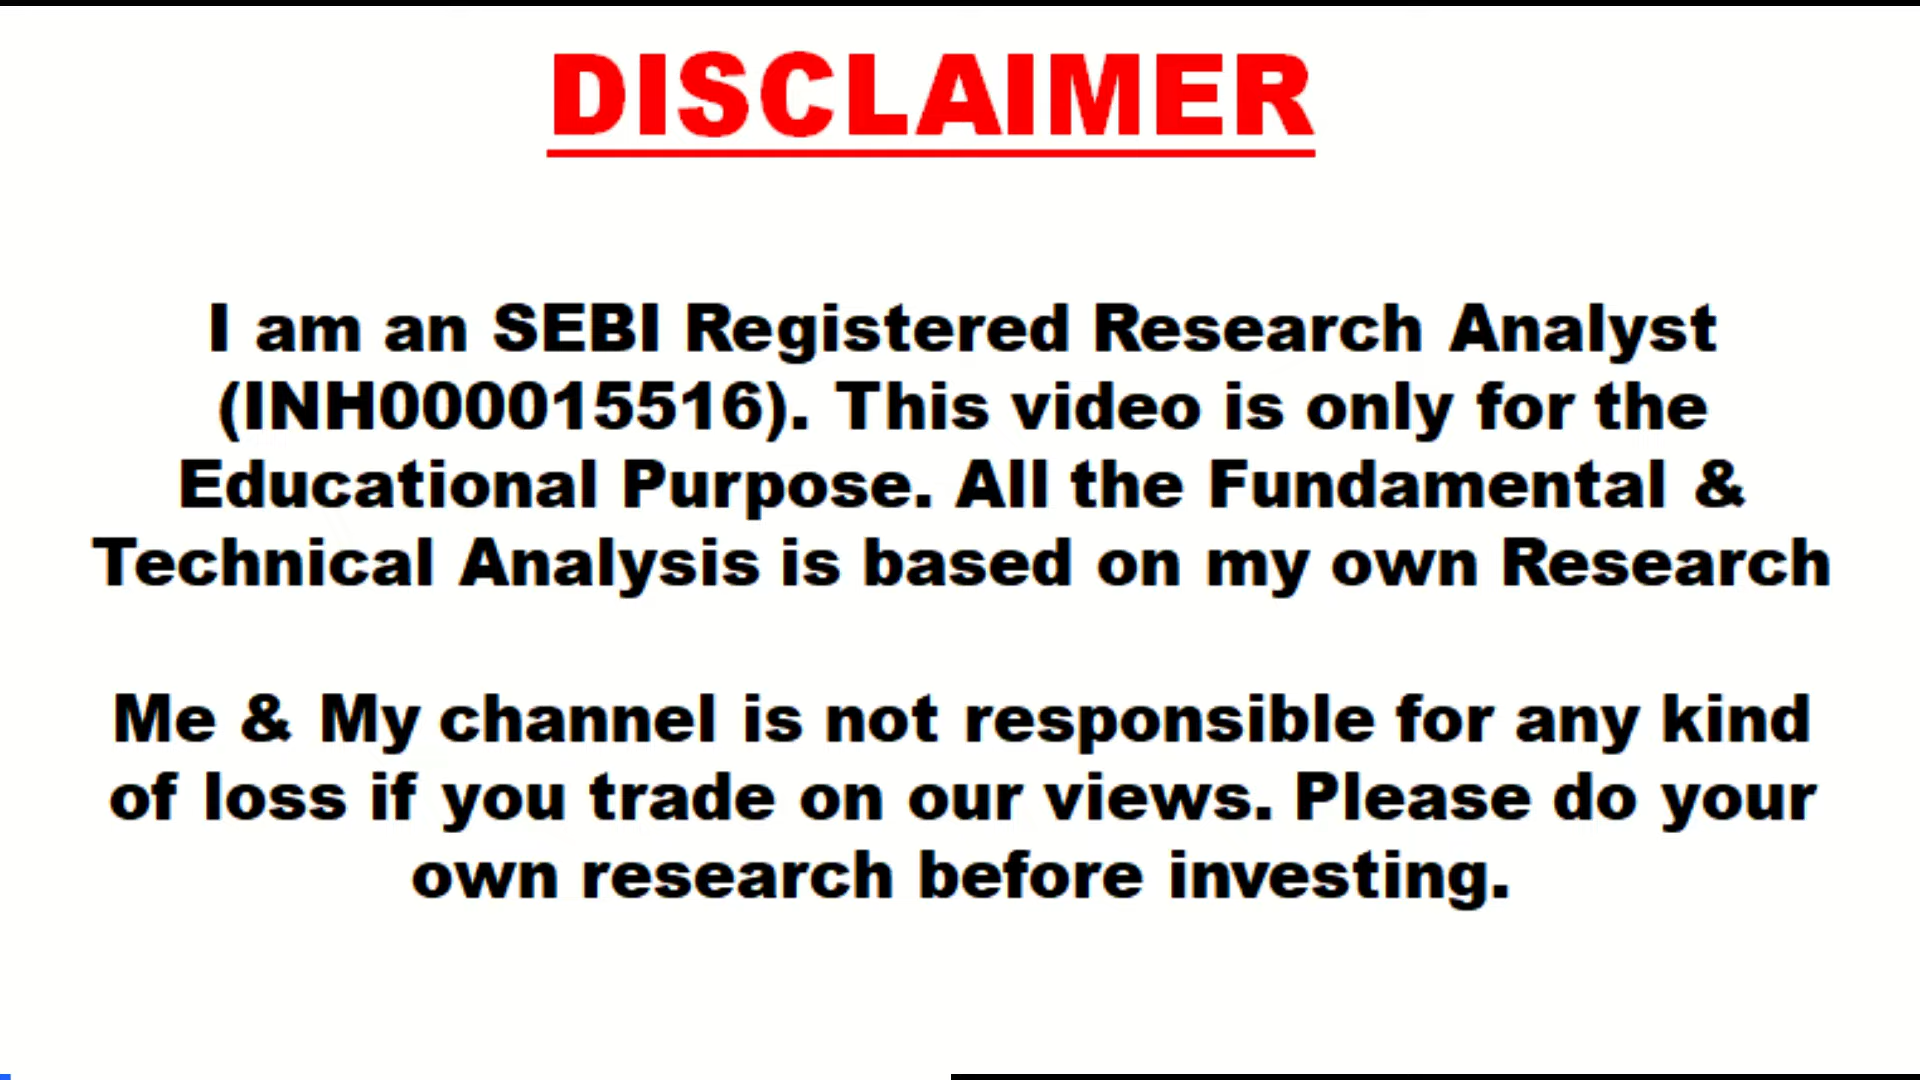 DISCLAIMER
I am an SEBI Registered Research Analyst
(INH000015516). This video is only for the
Educational Purpose. All the Fundamental &
Technical Analysis is based on my own Research
Me & My channel is not responsible for any kind
of loss if you trade on our views. Please do your
own research before investing.